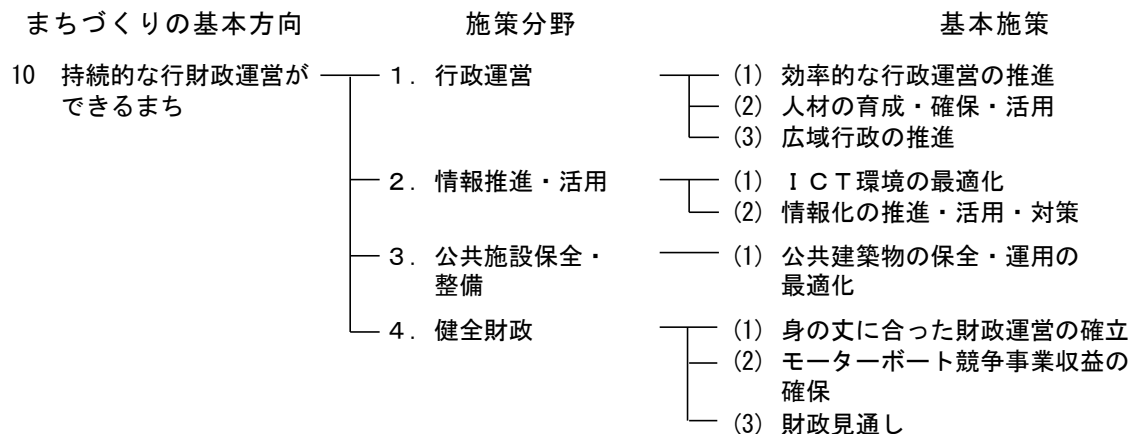 まちづくりの基本方向 施策分野 基本施策
10 持続的な行財政運営が １．行政運営 (1) 効率的な行政運営の推進
できるまち (2) 人材の育成・確保・活用
(3) 広域行政の推進
２．情報推進・活用 (1) ＩＣＴ環境の最適化
(2) 情報化の推進・活用・対策
３．公共施設保全・ (1) 公共建築物の保全・運用の
整備 最適化
４．健全財政 (1) 身の丈に合った財政運営の確立
(2) モーターボート競争事業収益の
確保
(3) 財政見通し